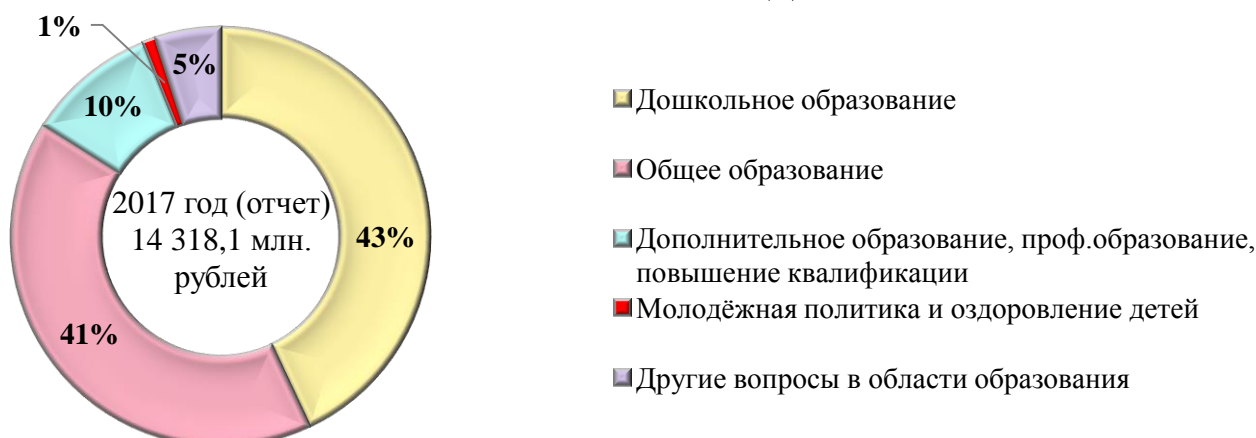 1%
5%
10%
2017 год (отчет)
14 318,1 млн.
рублей
43%
41%
Дошкольное образование
Общее образование
Дополнительное образование, проф.образование,
повышение квалификации
Молодёжная политика и оздоровление детей
Другие вопросы в области образования